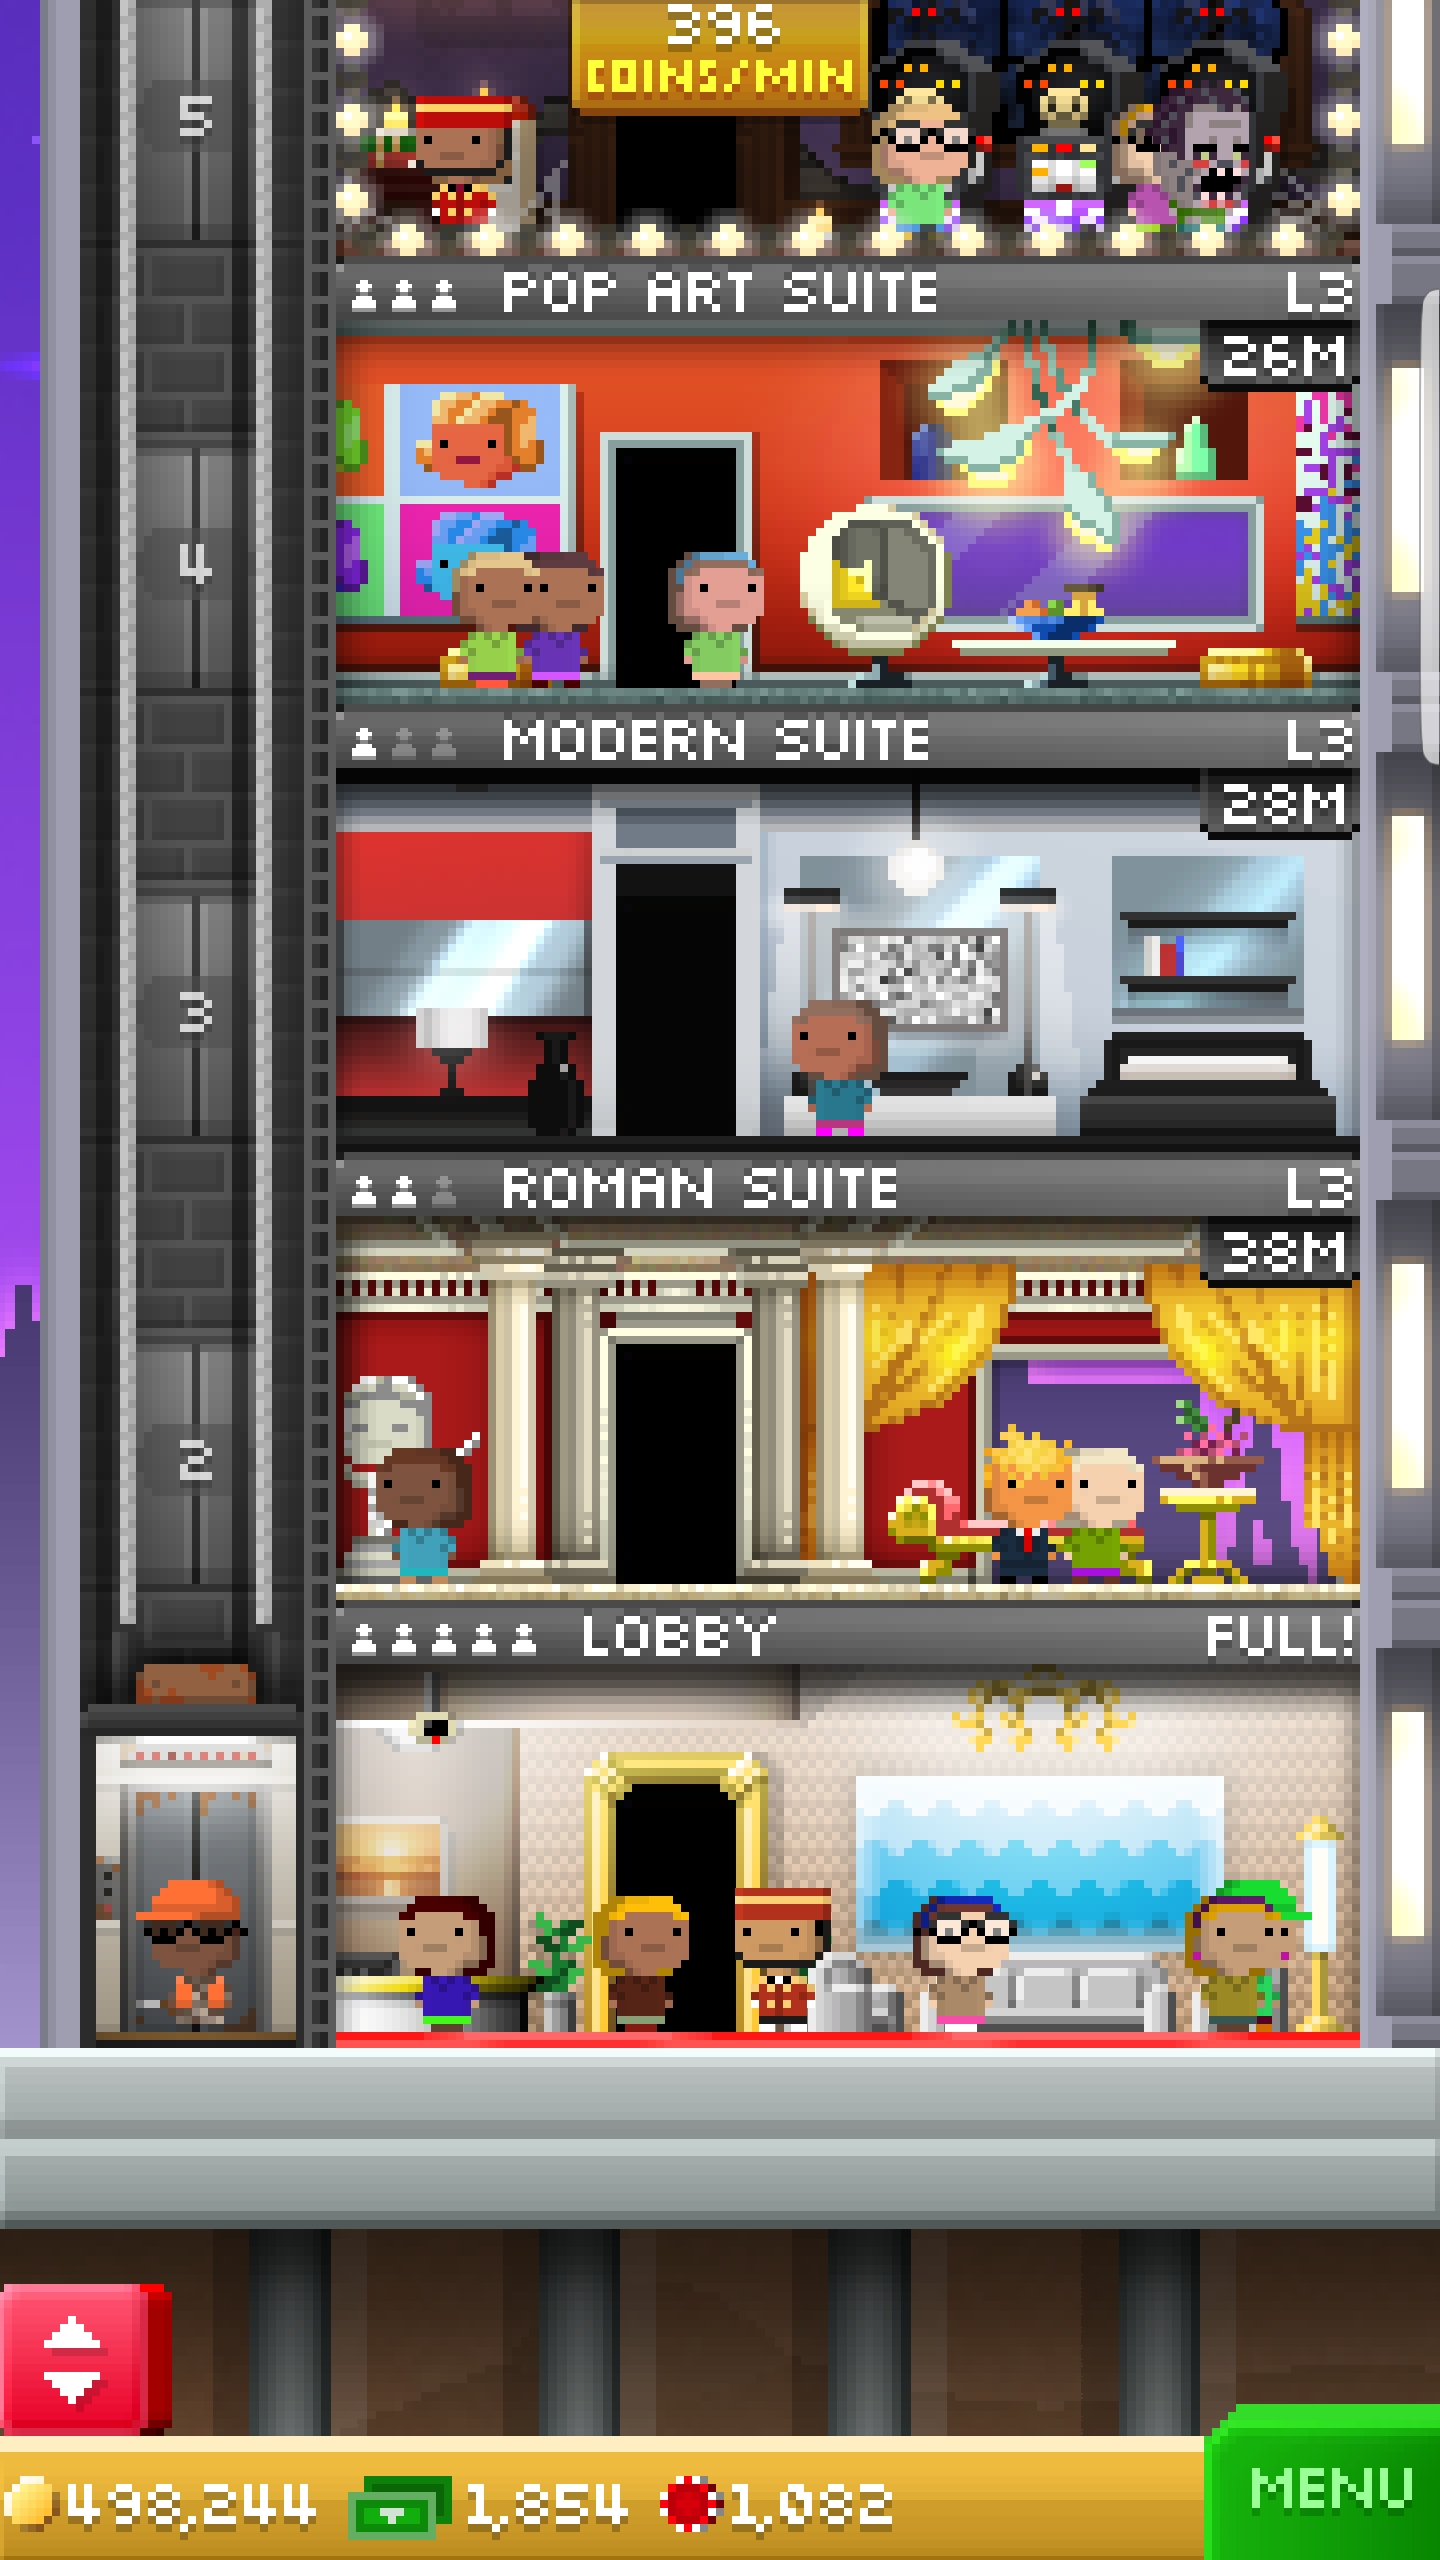 396
COINS/MIN
5
POP ART SUITE L3
26M
4
MODERN SUITE L3
28M
3
ROMAN SUITE L3
38M
2
LOBBY FULL!
498,244 1,854 1,082
MENU